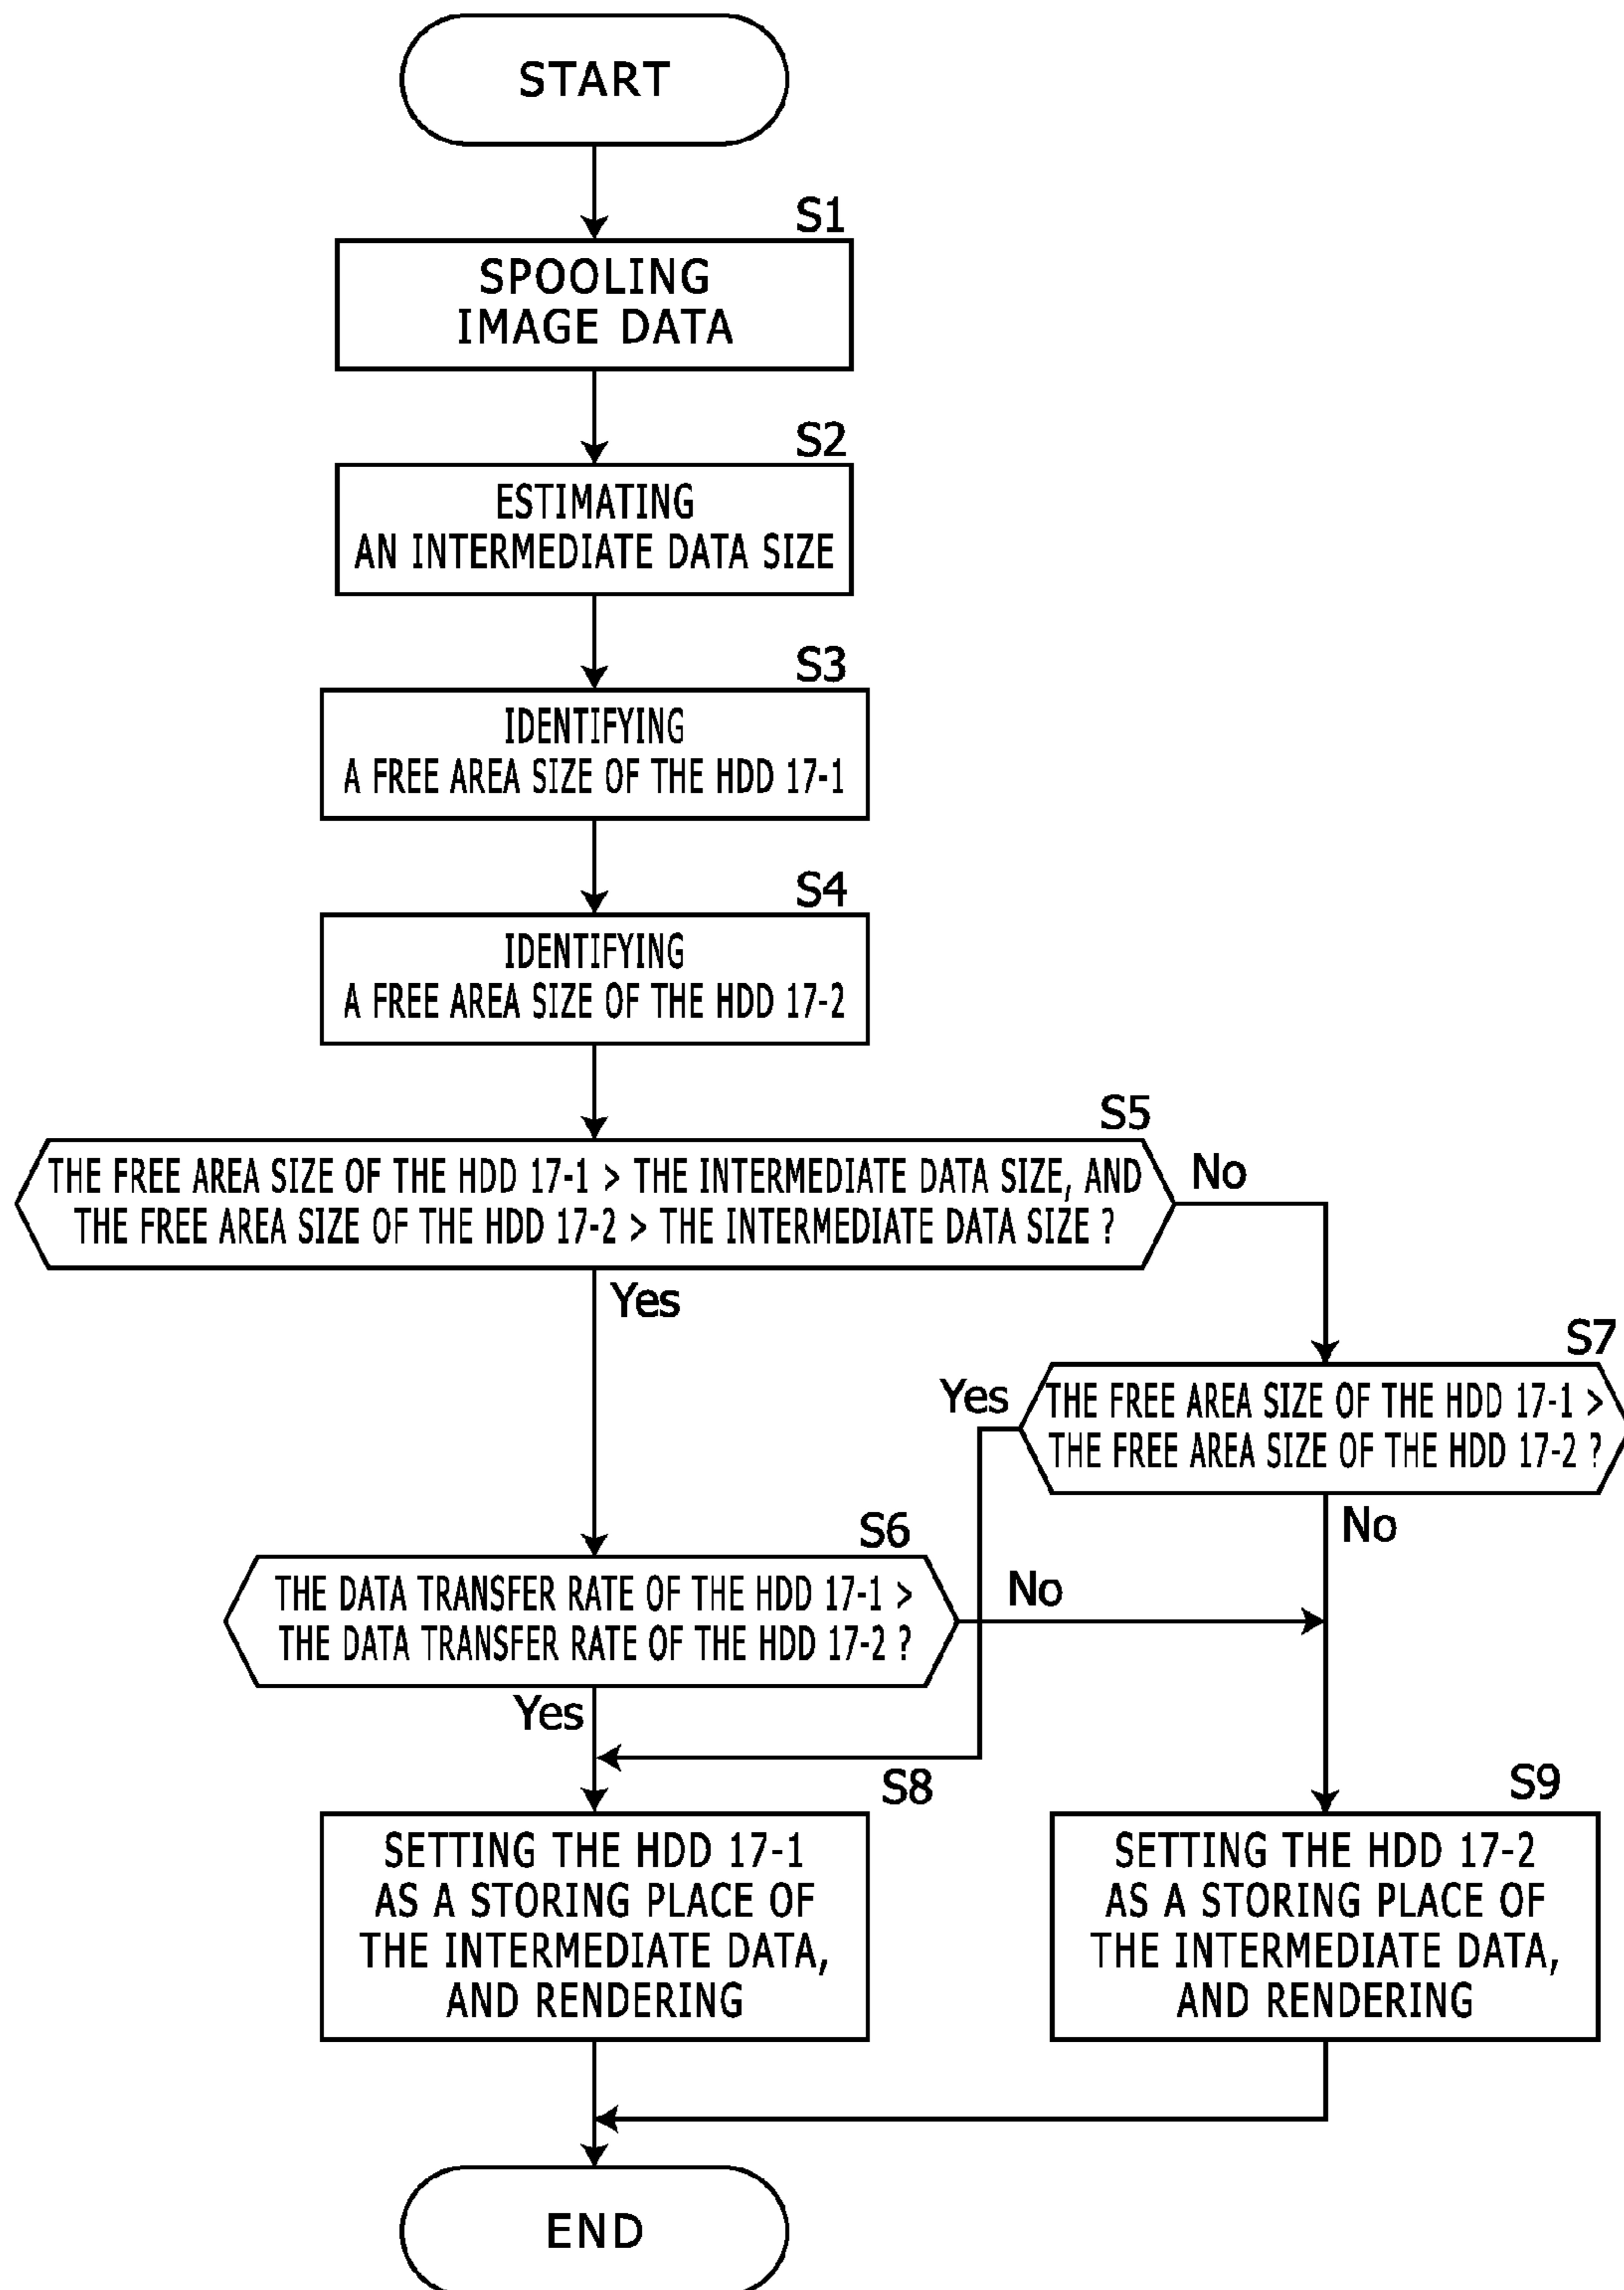 START
S1
SPOOLING
IMAGE DATA
S2
ESTIMATING
AN INTERMEDIATE DATA SIZE
S3
IDENTIFYING
A FREE AREA SIZE OF THE HDD 17-1
S4
IDENTIFYING
A FREE AREA SIZE OF THE HDD 17-2
S5
THE FREE AREA SIZE OF THE HDD 17-1 > THE INTERMEDIATE DATA SIZE, AND
THE FREE AREA SIZE OF THE HDD 17-2 > THE INTERMEDIATE DATA SIZE ?
No
Yes
S7
THE FREE AREA SIZE OF THE HDD 17-1 >
THE FREE AREA SIZE OF THE HDD 17-2 ?
Yes
No
S6
THE DATA TRANSFER RATE OF THE HDD 17-1 >
THE DATA TRANSFER RATE OF THE HDD 17-2 ?
No
Yes
S8
SETTING THE HDD 17-1
AS A STORING PLACE OF
THE INTERMEDIATE DATA,
AND RENDERING
S9
SETTING THE HDD 17-2
AS A STORING PLACE OF
THE INTERMEDIATE DATA,
AND RENDERING
END